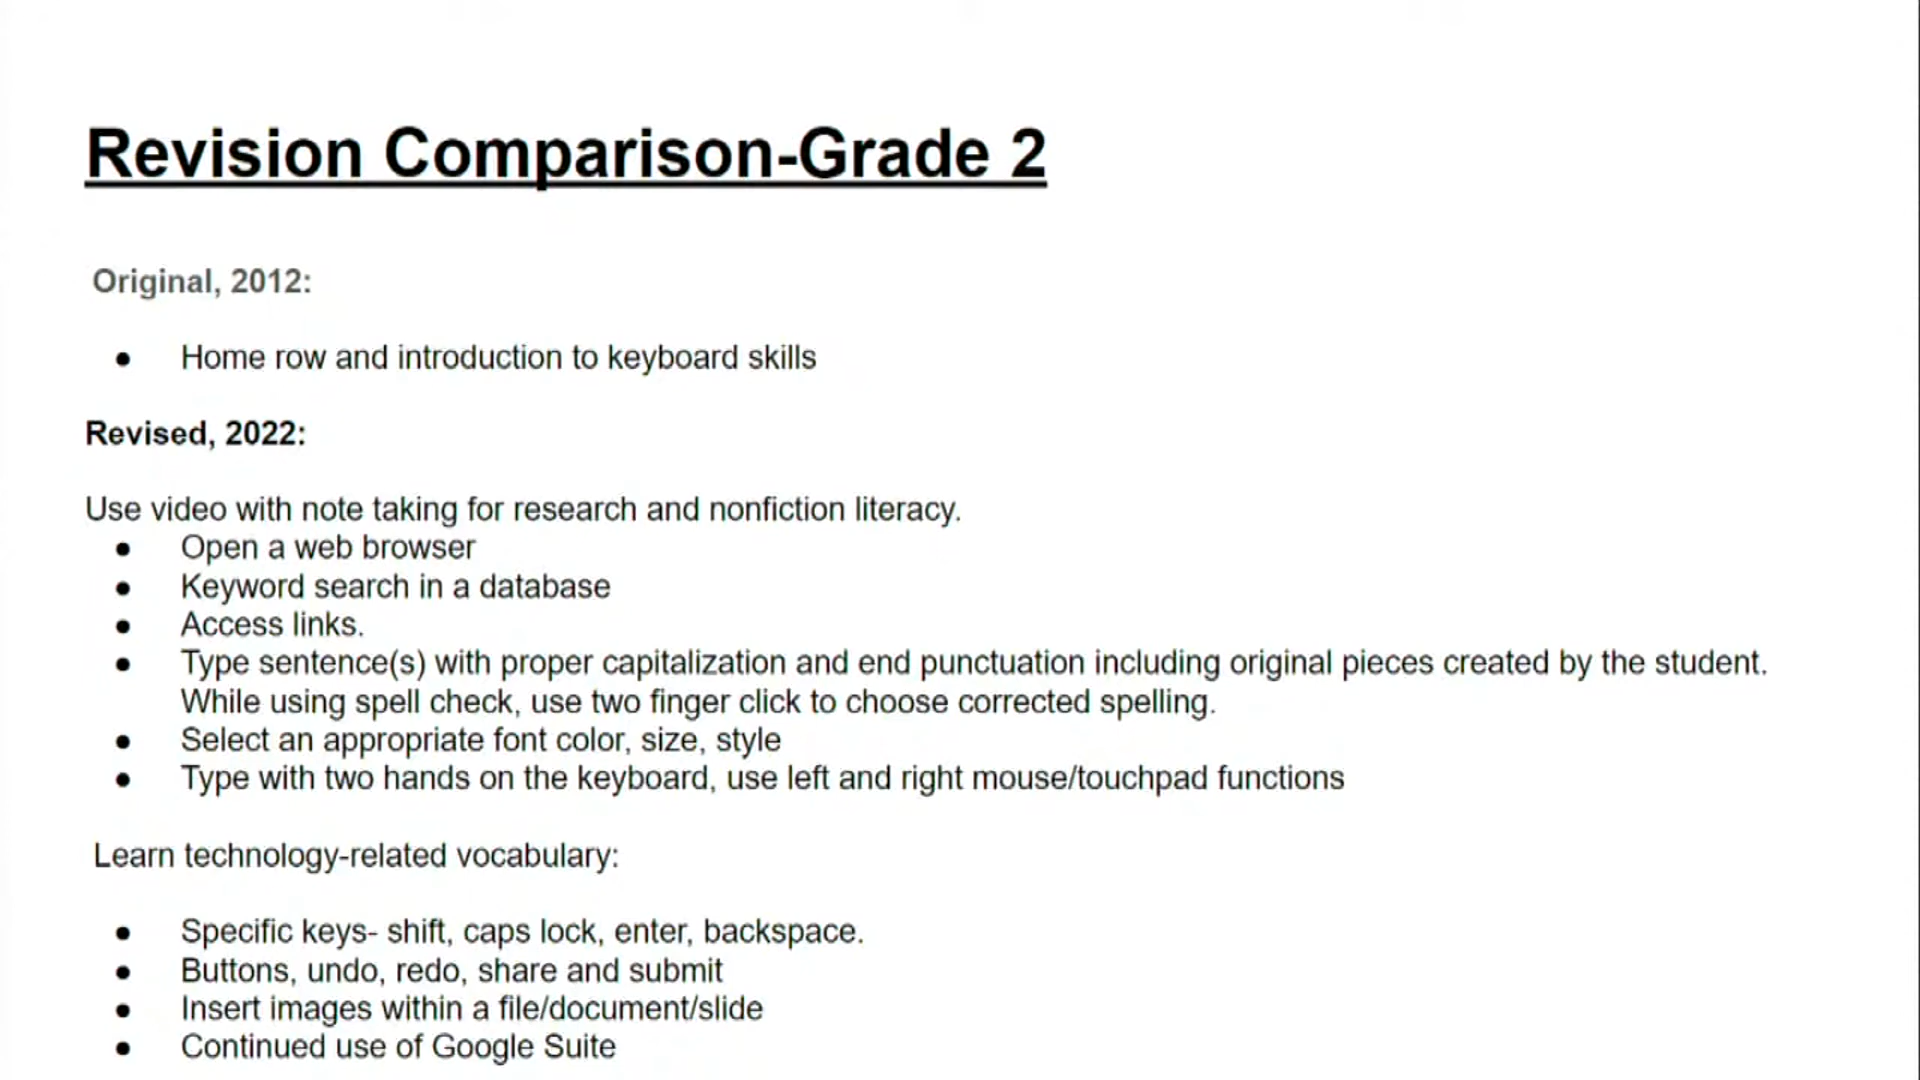 Revision Comparison-Grade 2
Original, 2012:
● Home row and introduction to keyboard skills
Revised, 2022:
Use video with note taking for research and nonfiction literacy.
● Open a web browser
● Keyword search in a database
● Access links.
● Type sentence(s) with proper capitalization and end punctuation including original pieces created by the student.
While using spell check, use two finger click to choose corrected spelling.
● Select an appropriate font color, size, style
● Type with two hands on the keyboard, use left and right mouse/touchpad functions
Learn technology-related vocabulary:
● Specific keys- shift, caps lock, enter, backspace.
● Buttons, undo, redo, share and submit
● Insert images within a file/document/slide
● Continued use of Google Suite